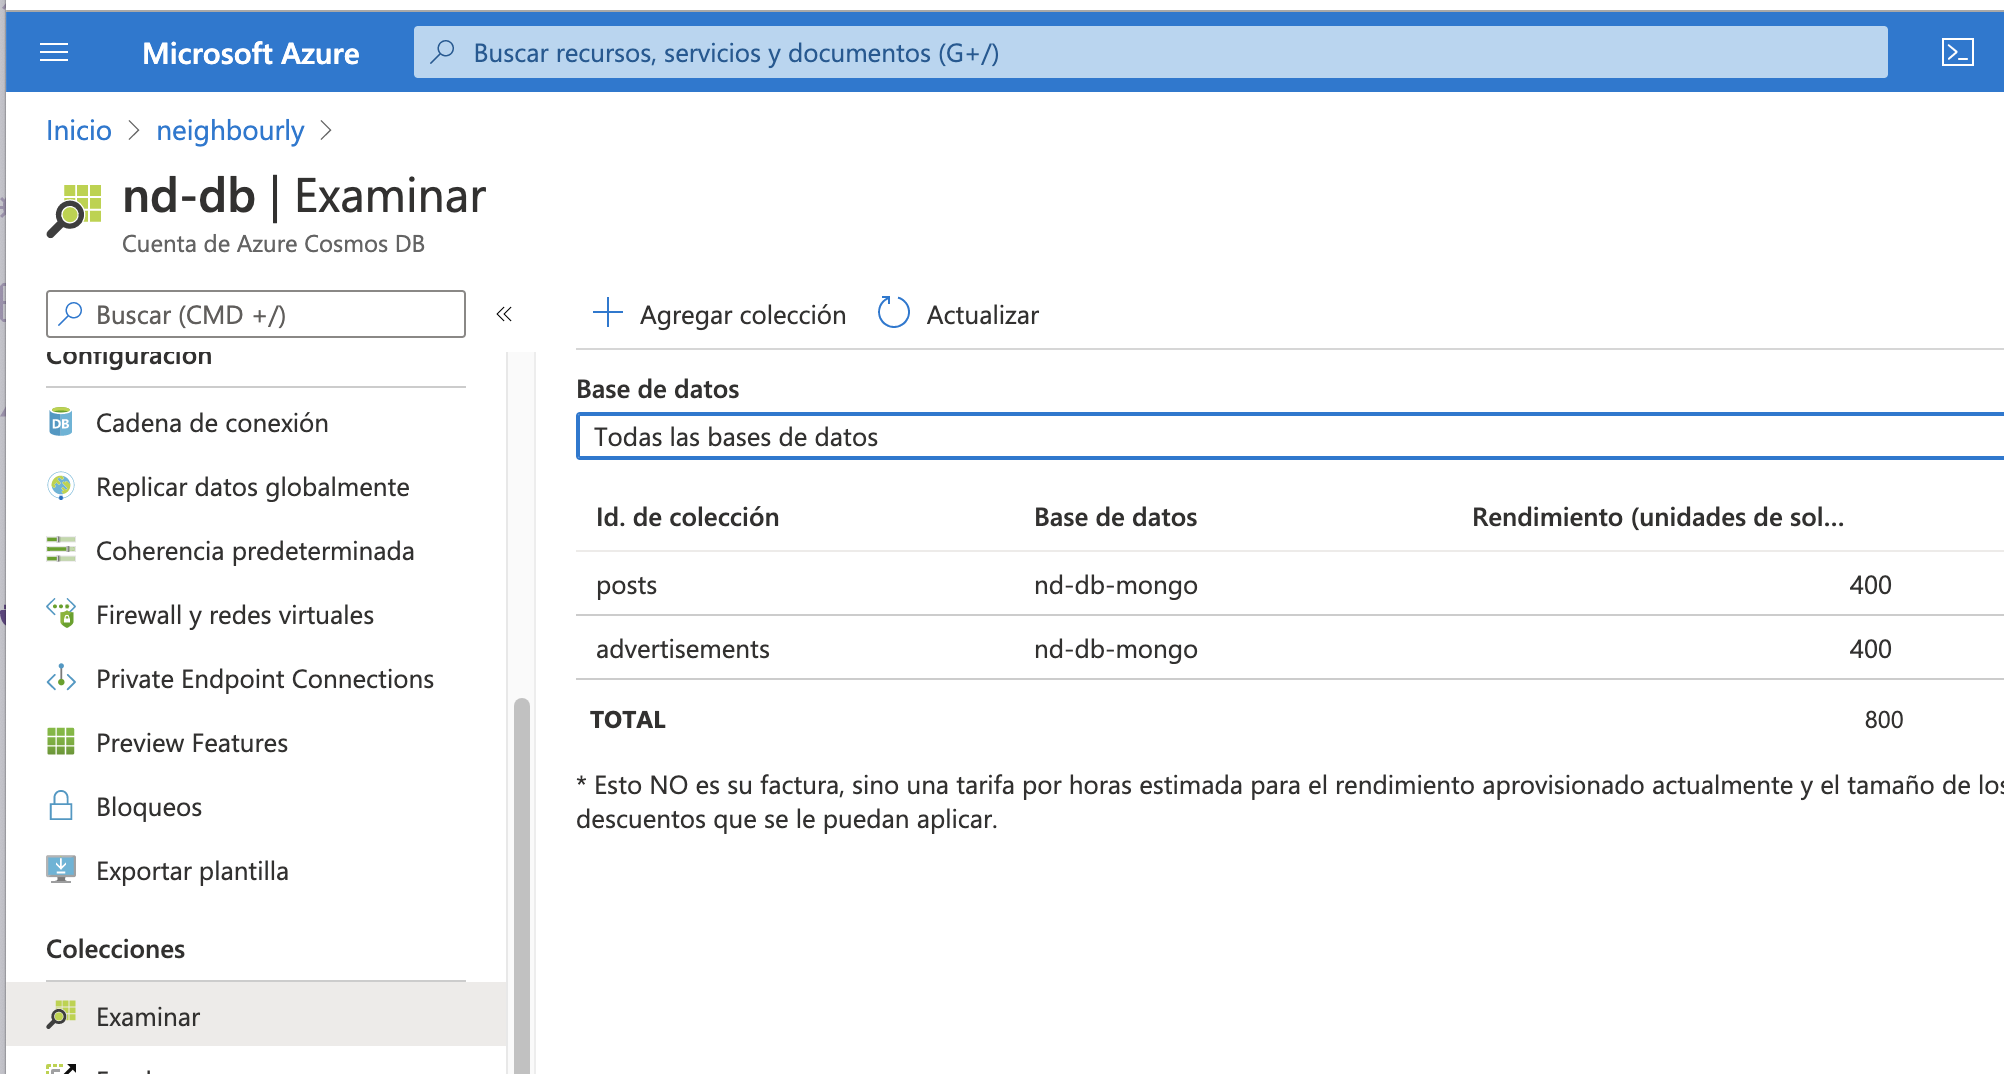 Microsoft Azure
Buscar recursos, servicios y documentos (G+/)
Inicio > neighbourly >
nd-db | Examinar
Cuenta de Azure Cosmos DB
Buscar (CMD +/)
«
Configuración
Cadena de conexión
Replicar datos globalmente
Coherencia predeterminada
Firewall y redes virtuales
Private Endpoint Connections
Preview Features
Bloqueos
Exportar plantilla
Colecciones
Examinar
Agregar colección
Actualizar
Base de datos
Todas las bases de datos
Id. de colección Base de datos Rendimiento (unidades de sol...
posts nd-db-mongo 400
advertisements nd-db-mongo 400
TOTAL 800
* Esto NO es su factura, sino una tarifa por horas estimada para el rendimiento aprovisionado actualmente y el tamaño de los
descuentos que se le puedan aplicar.